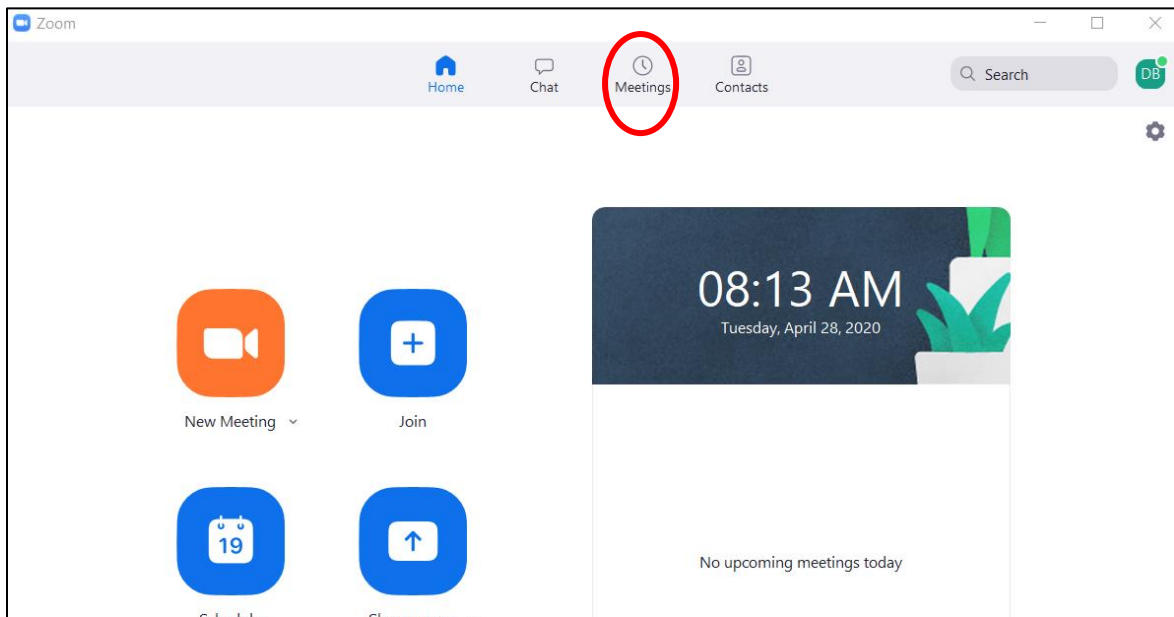 Zoom
Home Chat Meetings Contacts
Search
DB
08:13 AM
Tuesday, April 28, 2020
New Meeting Join
19
No upcoming meetings today